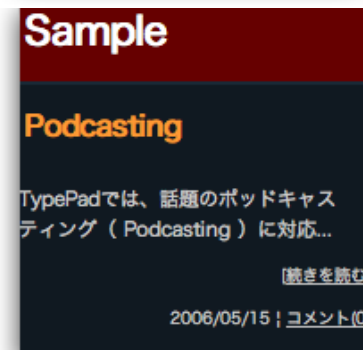 Sample
Podcasting
TypePadでは、話題のポッドキャス
ティング（ Podcasting ）に対応...
[続きを読む
2006/05/15 ¦ コメント(0